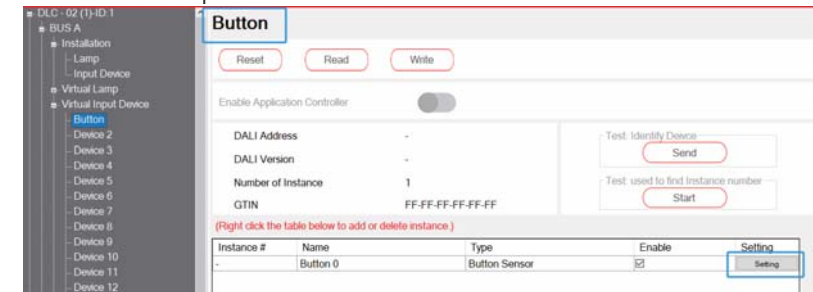 DLC - 02 (1)-ID:1
BUS A
Installation
Lamp
Input Device
Virtual Lamp
Virtual Input Device
Button
Device 2
Device 3
Device 4
Device 5
Device 6
Device 7
Device 8
Device 9
Device 10
Device 11
Device 12
Button
Reset Read Write
Enable Application Controller
DALI Address -
DALI Version -
Number of Instance 1
GTIN FF-FF-FF-FF-FF-FF
Test: Identify Device
Send
Test: used to find Instance number
Start
(Right click the table below to add or delete instance.)
Instance # Name Type Enable Setting
- Button 0 Button Sensor Setting